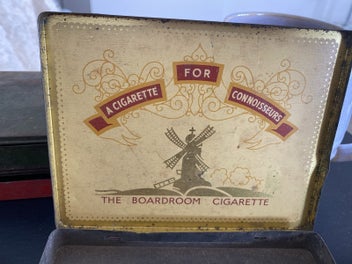 A CIGARETTE FOR CONNOISSEURS
THE BOARDROOM CIGARETTE